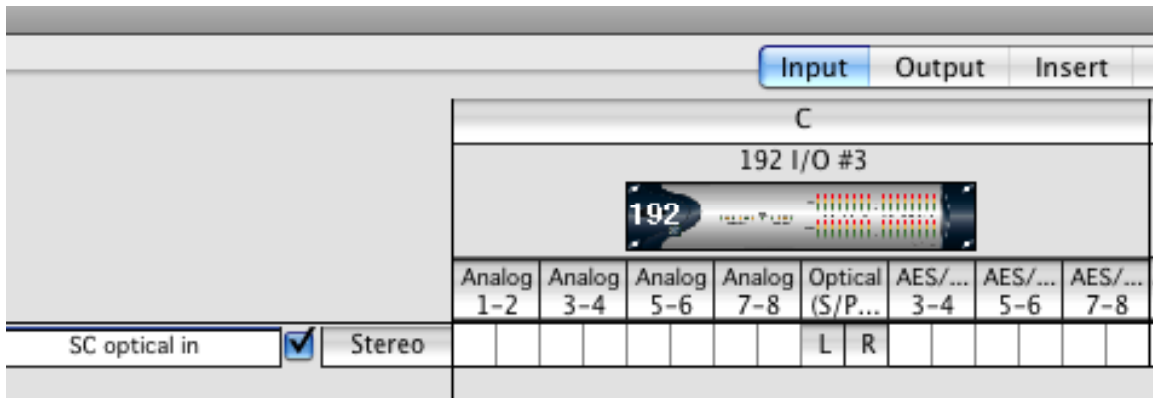 Input Output Insert
C
192 I/O #3
192
Analog Analog Analog Analog Optical AES/... AES/... AES/...
1-2 3-4 5-6 7-8 (S/P... 3-4 5-6 7-8
SC optical in Stereo L R